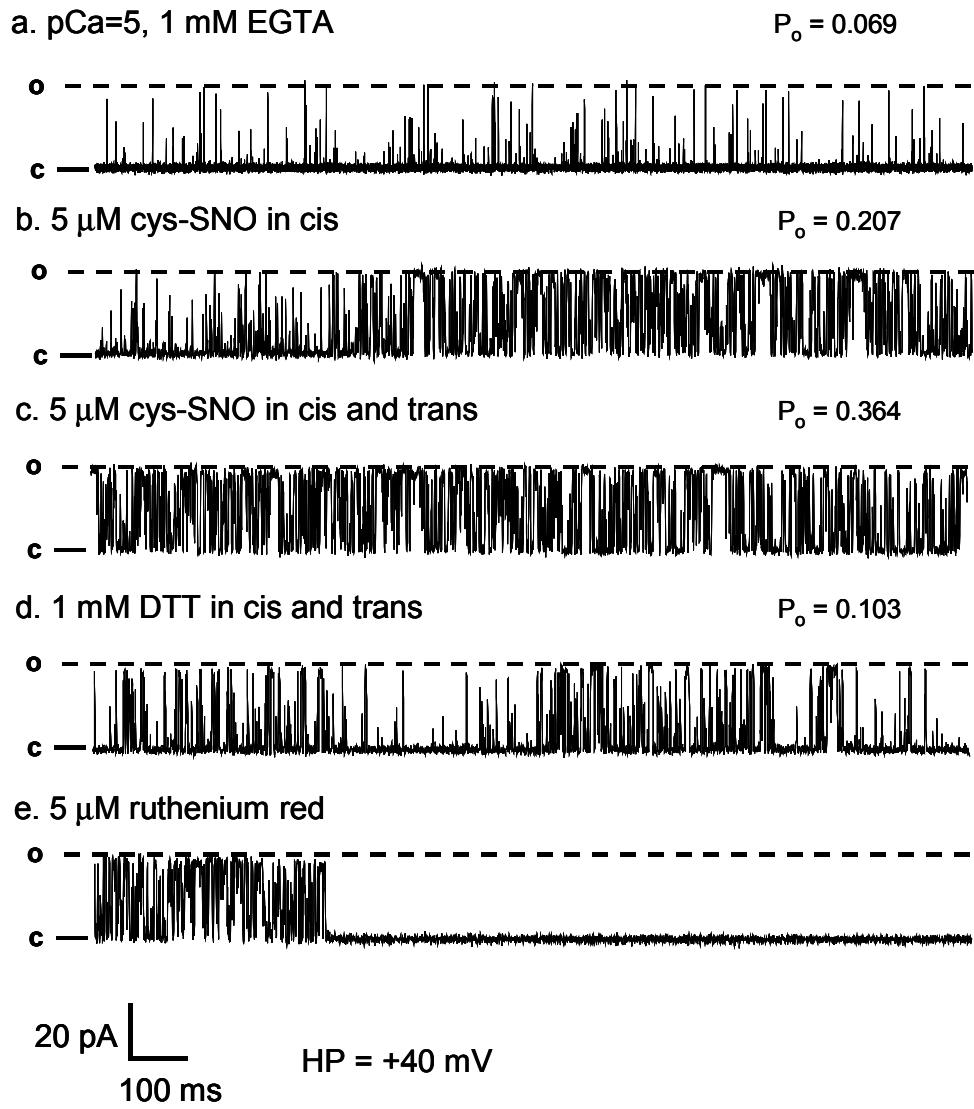 a. pCa=5, 1 mM EGTA Po = 0.069
o
c
b. 5 μM cys-SNO in cis Po = 0.207
o
c
c. 5 μM cys-SNO in cis and trans Po = 0.364
o
c
d. 1 mM DTT in cis and trans Po = 0.103
o
c
e. 5 μM ruthenium red
o
c
20 pA
100 ms
HP = +40 mV